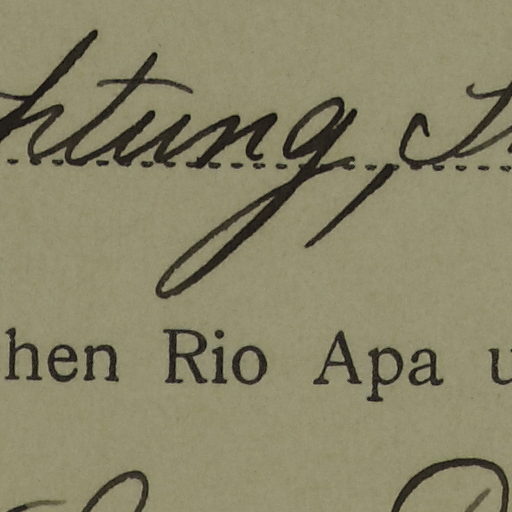 htung,
hen Rio Apa u